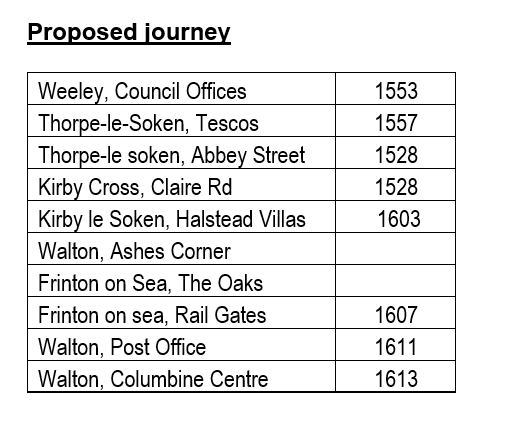 Proposed journey
Weeley, Council Offices 1553
Thorpe-le-Soken, Tescos 1557
Thorpe-le soken, Abbey Street 1528
Kirby Cross, Claire Rd 1528
Kirby le Soken, Halstead Villas 1603
Walton, Ashes Corner
Frinton on Sea, The Oaks
Frinton on sea, Rail Gates 1607
Walton, Post Office 1611
Walton, Columbine Centre 1613